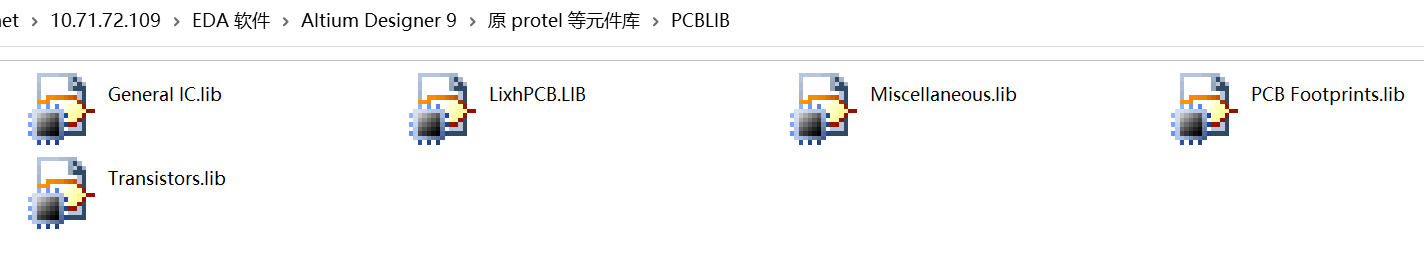 net › 10.71.72.109 › EDA 软件 › Altium Designer 9 › 原 protel 等元件库 › PCBLIB
General IC.lib
LixhPCB.LIB
Miscellaneous.lib
PCB Footprints.lib
Transistors.lib